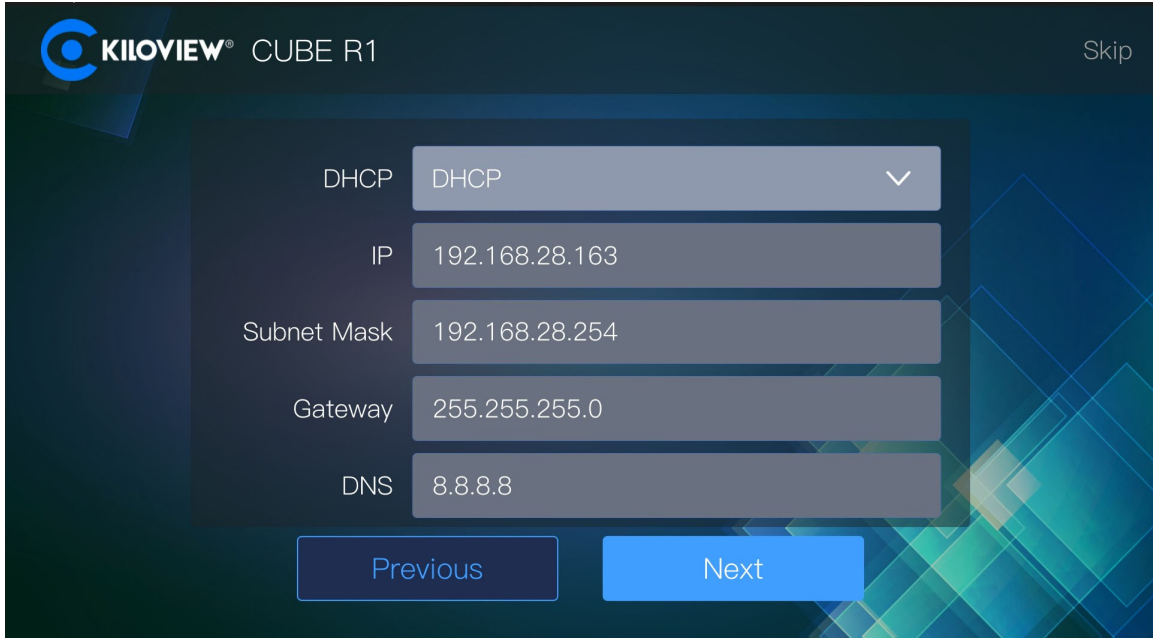 KILOVIEW® CUBE R1
Skip
DHCP DHCP
IP 192.168.28.163
Subnet Mask 192.168.28.254
Gateway 255.255.255.0
DNS 8.8.8.8
Previous Next